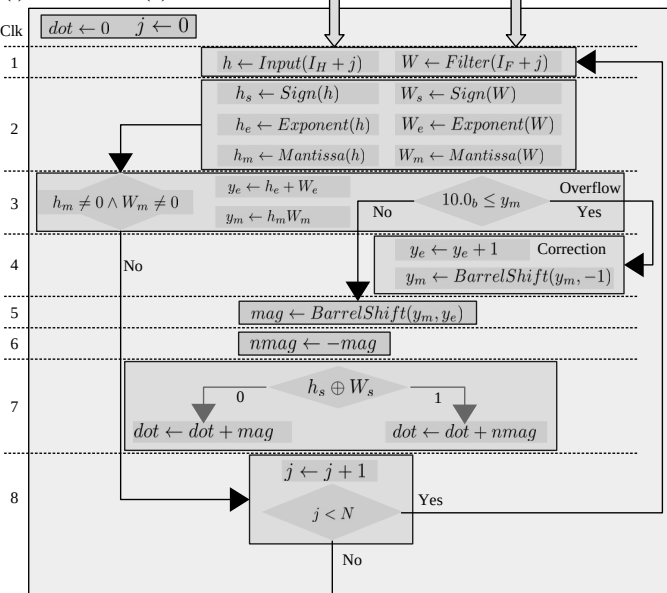 Clk
dot ← 0 j ← 0
1
h ← Input(I_H + j) W ← Filter(I_F + j)
2
h_s ← Sign(h) W_s ← Sign(W)
h_e ← Exponent(h) W_e ← Exponent(W)
h_m ← Mantissa(h) W_m ← Mantissa(W)
3
h_m ≠ 0 ∧ W_m ≠ 0
y_e ← h_e + W_e
y_m ← h_m W_m
10.0_b ≤ y_m
Overflow
No
Yes
4
No
y_e ← y_e + 1 Correction
y_m ← BarrelShift(y_m, −1)
5
mag ← BarrelShift(y_m, y_e)
6
nmag ← −mag
7
h_s ⊕ W_s
0
1
dot ← dot + mag
dot ← dot + nmag
8
j ← j + 1
j < N
Yes
No